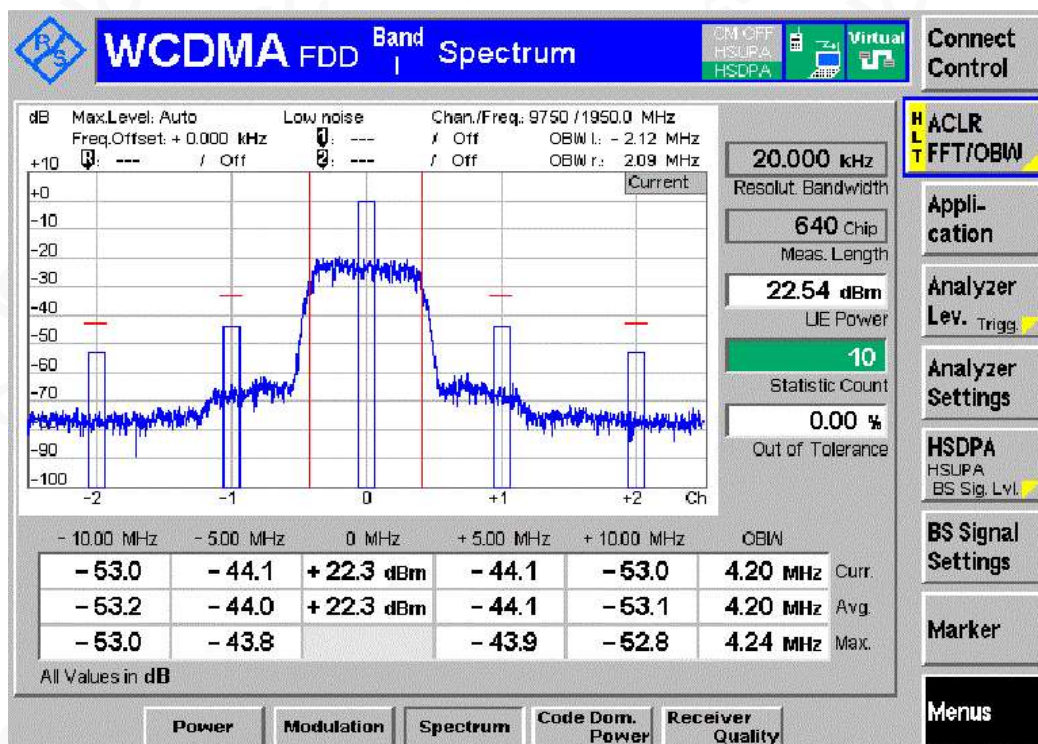 R/S WCDMA FDD Band I Spectrum
CM OFF
HSUPA
HSDPA
Virtual
Connect Control
dB Max.Level: Auto Low noise Chan./Freq.: 9750 / 1950.0 MHz
Freq.Offset: + 0.000 kHz 1: --- / Off OBW l.: – 2.12 MHz
R: --- / Off 2: --- / Off OBW r.: 2.09 MHz
Current
+10
+0
-10
-20
-30
-40
-50
-60
-70
-80
-90
-100
-2 -1 0 +1 +2 Ch
20.000 kHz
Resolut. Bandwidth
640 Chip
Meas. Length
22.54 dBm
UE Power
10
Statistic Count
0.00 %
Out of Tolerance
– 10.00 MHz – 5.00 MHz 0 MHz + 5.00 MHz + 10.00 MHz OBW
– 53.0 – 44.1 + 22.3 dBm – 44.1 – 53.0 4.20 MHz Curr.
– 53.2 – 44.0 + 22.3 dBm – 44.1 – 53.1 4.20 MHz Avg.
– 53.0 – 43.8 – 43.9 – 52.8 4.24 MHz Max.
All Values in dB
Power
Modulation
Spectrum
Code Dom. Power
Receiver Quality
HLT
ACLR
FFT/OBW
Appli-
cation
Analyzer
Lev. Trigg.
Analyzer
Settings
HSDPA
HSUPA
BS Sig. Lvl.
BS Signal
Settings
Marker
Menus